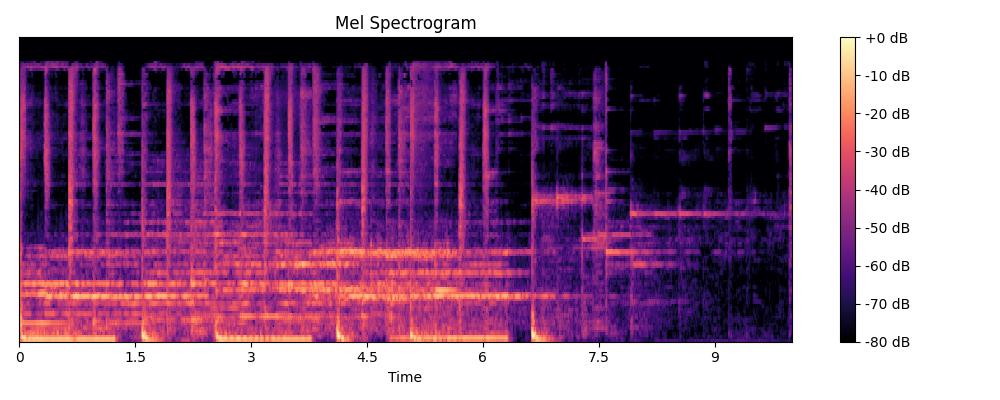 Mel Spectrogram
+0 dB
-10 dB
-20 dB
-30 dB
-40 dB
-50 dB
-60 dB
-70 dB
-80 dB
0 1.5 3 4.5 6 7.5 9
Time